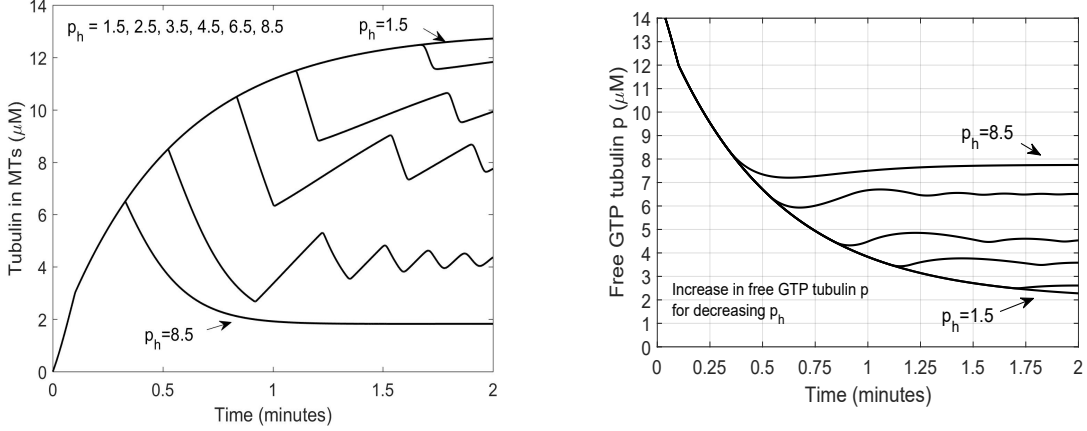 p_h = 1.5, 2.5, 3.5, 4.5, 6.5, 8.5
p_h=1.5
p_h=8.5
14
12
10
8
6
4
2
0
Tubulin in MTs (μM)
0 0.5 1 1.5 2
Time (minutes)
14
13
12
11
10
9
8
7
6
5
4
3
2
1
0
Free GTP tubulin p (μM)
p_h=8.5
Increase in free GTP tubulin p
for decreasing p_h
p_h=1.5
0 0.25 0.5 0.75 1 1.25 1.5 1.75 2
Time (minutes)